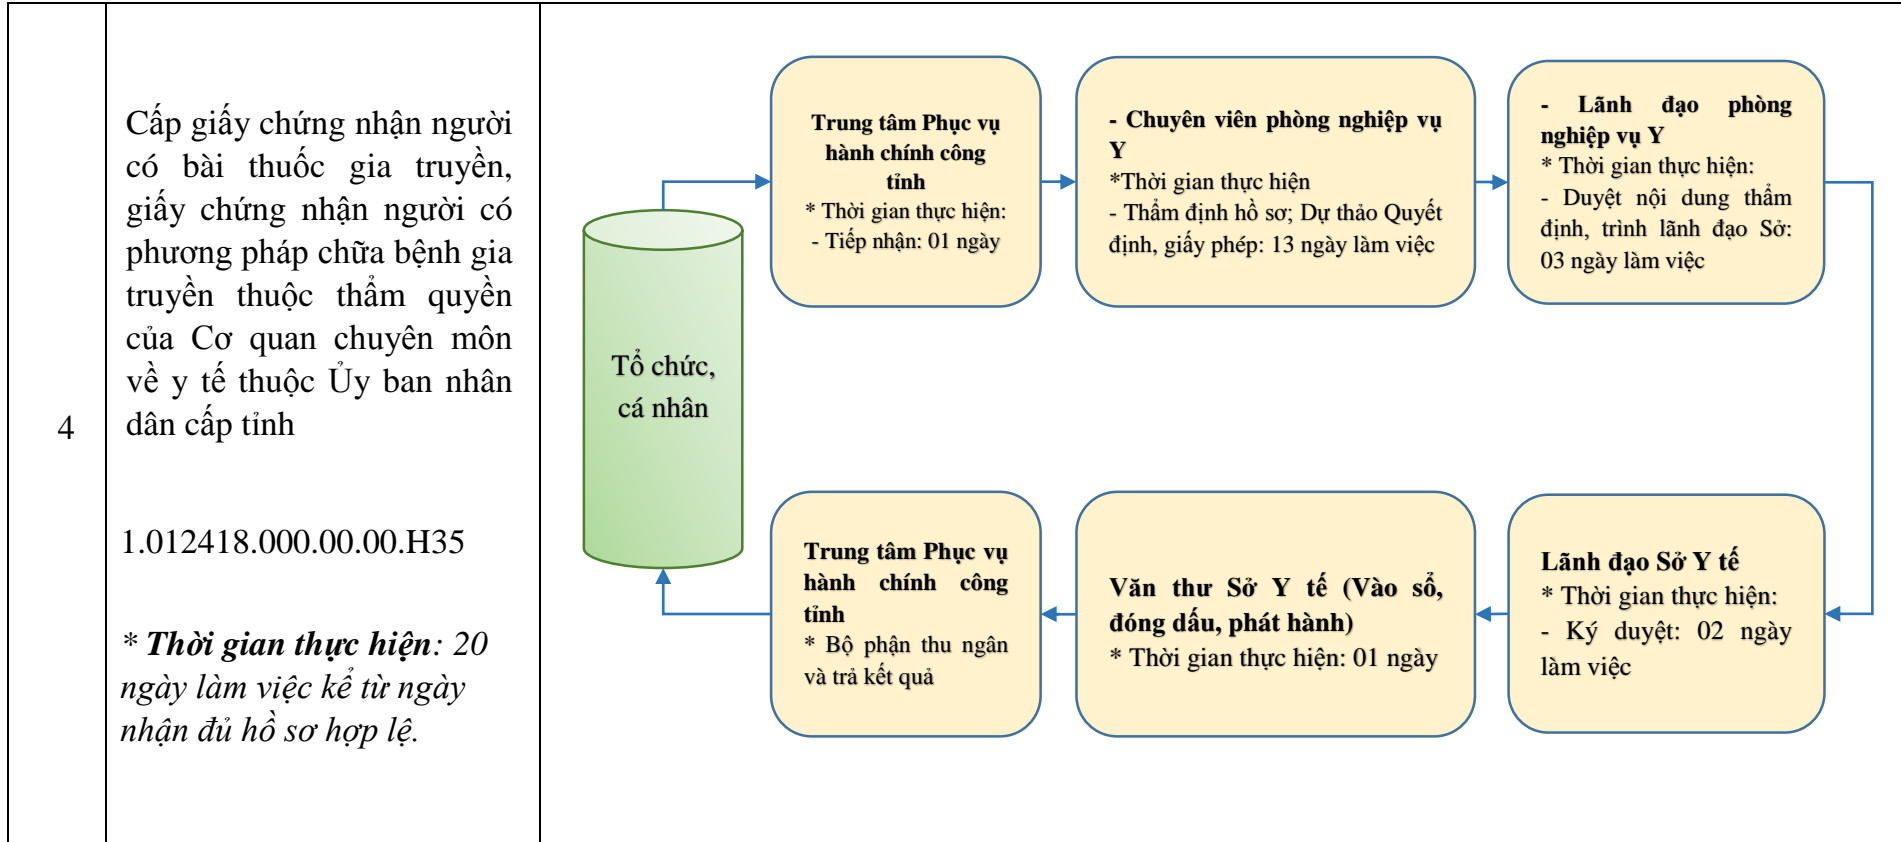 4
Cấp giấy chứng nhận người
có bài thuốc gia truyền,
giấy chứng nhận người có
phương pháp chữa bệnh gia
truyền thuộc thẩm quyền
của Cơ quan chuyên môn
về y tế thuộc Ủy ban nhân
dân cấp tỉnh
1.012418.000.00.00.H35
* Thời gian thực hiện: 20
ngày làm việc kể từ ngày
nhận đủ hồ sơ hợp lệ.
Tổ chức,
cá nhân
Trung tâm Phục vụ
hành chính công
tỉnh
* Thời gian thực hiện:
- Tiếp nhận: 01 ngày
- Chuyên viên phòng nghiệp vụ
Y
*Thời gian thực hiện
- Thẩm định hồ sơ; Dự thảo Quyết
định, giấy phép: 13 ngày làm việc
- Lãnh đạo phòng
nghiệp vụ Y
* Thời gian thực hiện:
- Duyệt nội dung thẩm
định, trình lãnh đạo Sở:
03 ngày làm việc
Lãnh đạo Sở Y tế
* Thời gian thực hiện:
- Ký duyệt: 02 ngày
làm việc
Văn thư Sở Y tế (Vào sổ,
đóng dấu, phát hành)
* Thời gian thực hiện: 01 ngày
Trung tâm Phục vụ
hành chính công
tỉnh
* Bộ phận thu ngân
và trả kết quả